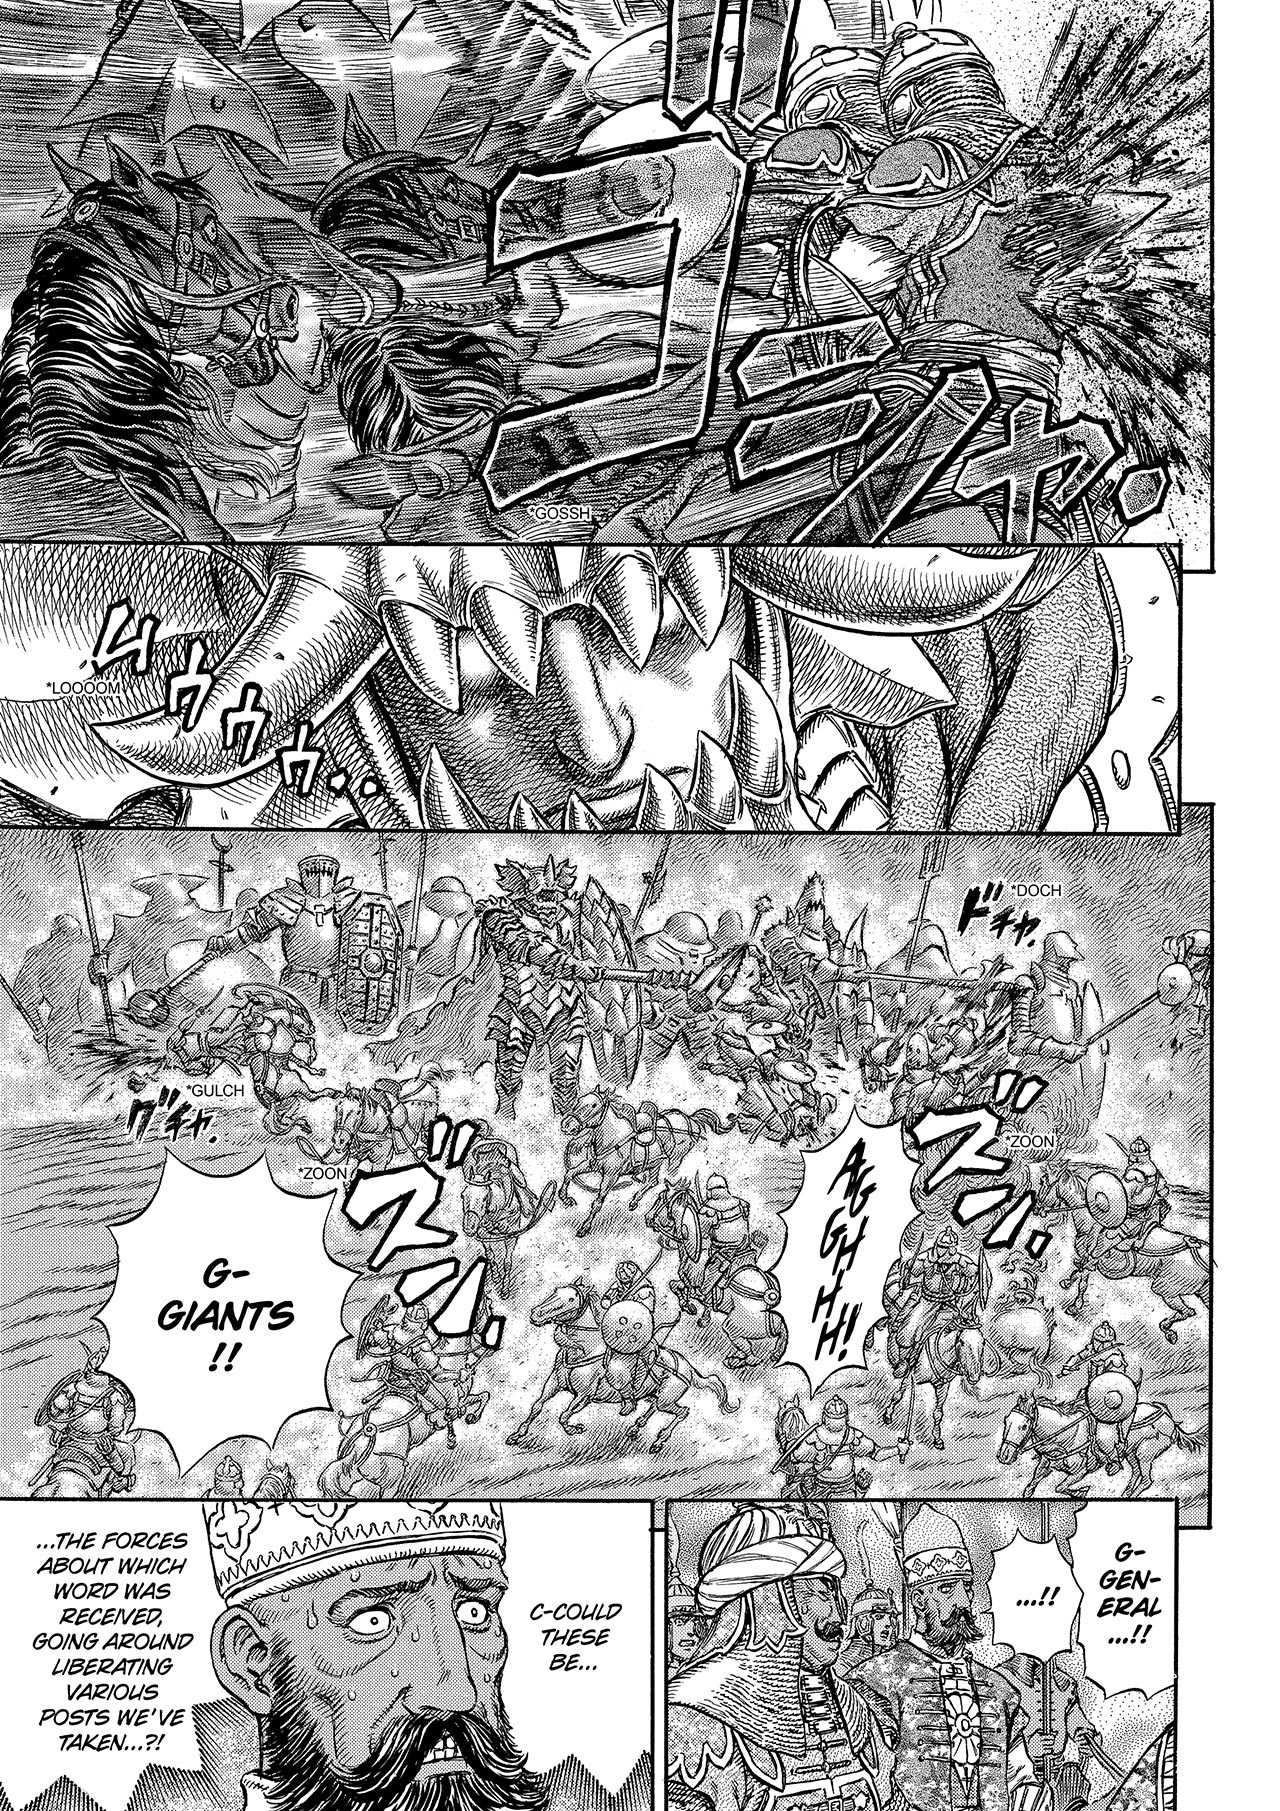 ゴシャ
*GOSSH
ムウウウ…
*LOOOOM
ドチャ
*DOCH
グチャ
*GULCH
ズン
*ZOON
ズン
*ZOON
AGGHHHH!
G-
GIANTS
!!
G-
GEN-
ERAL
...!!
...!!
C-COULD
THESE
BE...
...THE FORCES
ABOUT WHICH
WORD WAS
RECEIVED,
GOING AROUND
LIBERATING
VARIOUS
POSTS WE'VE
TAKEN...?!